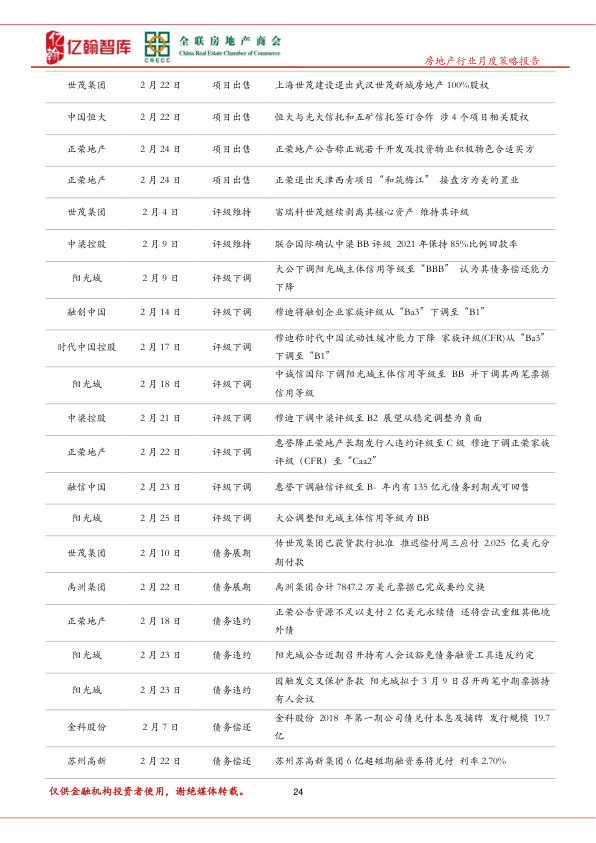 亿翰智库 全联房地产商会
CRECC China Real Estate Chamber of Commerce
房地产行业月度策略报告
世茂集团 2 月 22 日 项目出售 上海世茂建设退出武汉世茂新城房地产 100%股权
中国恒大 2 月 22 日 项目出售 恒大与光大信托和五矿信托签订合作 涉 4 个项目相关股权
正荣地产 2 月 24 日 项目出售 正荣地产公告称正就若干开发及投资物业积极物色合适买方
正荣地产 2 月 24 日 项目出售 正荣退出天津西青项目“和筑梅江” 接盘方为美的置业
世茂集团 2 月 4 日 评级维持 富瑞料世茂继续剥离其核心资产 维持其评级
中梁控股 2 月 9 日 评级维持 联合国际确认中梁 BB 评级 2021 年保持 85%比例回款率
阳光城 2 月 9 日 评级下调 大公下调阳光城主体信用等级至“BBB” 认为其债务偿还能力
下降
融创中国 2 月 14 日 评级下调 穆迪将融创企业家族评级从“Ba3”下调至“B1”
时代中国控股 2 月 17 日 评级下调 穆迪称时代中国流动性缓冲能力下降 家族评级(CFR)从“Ba3”
下调至“B1”
阳光城 2 月 18 日 评级下调 中诚信国际下调阳光城主体信用等级至 BB 并下调其两笔票据
信用等级
中梁控股 2 月 21 日 评级下调 穆迪下调中梁评级至 B2 展望从稳定调整为负面
正荣地产 2 月 22 日 评级下调 惠誉降正荣地产长期发行人违约评级至 C 级 穆迪下调正荣家族
评级（CFR）至“Caa2”
融信中国 2 月 23 日 评级下调 惠誉下调融信评级至 B- 年内有 135 亿元债务到期或可回售
阳光城 2 月 25 日 评级下调 大公调整阳光城主体信用等级为 BB
世茂集团 2 月 10 日 债务展期 传世茂集团已获贷款行批准 推迟偿付周三应付 2.025 亿美元分
期付款
禹洲集团 2 月 22 日 债务展期 禹洲集团合计 7847.2 万美元票据已完成要约交换
正荣地产 2 月 18 日 债务违约 正荣公告资源不足以支付 2 亿美元永续债 还将尝试重组其他境
外债
阳光城 2 月 23 日 债务违约 阳光城公告近期召开持有人会议豁免债务融资工具违反约定
阳光城 2 月 23 日 债务违约 因触发交叉保护条款 阳光城拟于 3 月 9 日召开两笔中期票据持
有人会议
金科股份 2 月 7 日 债务偿还 金科股份 2018 年第一期公司债兑付本息及摘牌 发行规模 19.7
亿
苏州高新 2 月 22 日 债务偿还 苏州苏高新集团 6 亿超短期融资券将兑付 利率 2.70%
仅供金融机构投资者使用，谢绝媒体转载。 24